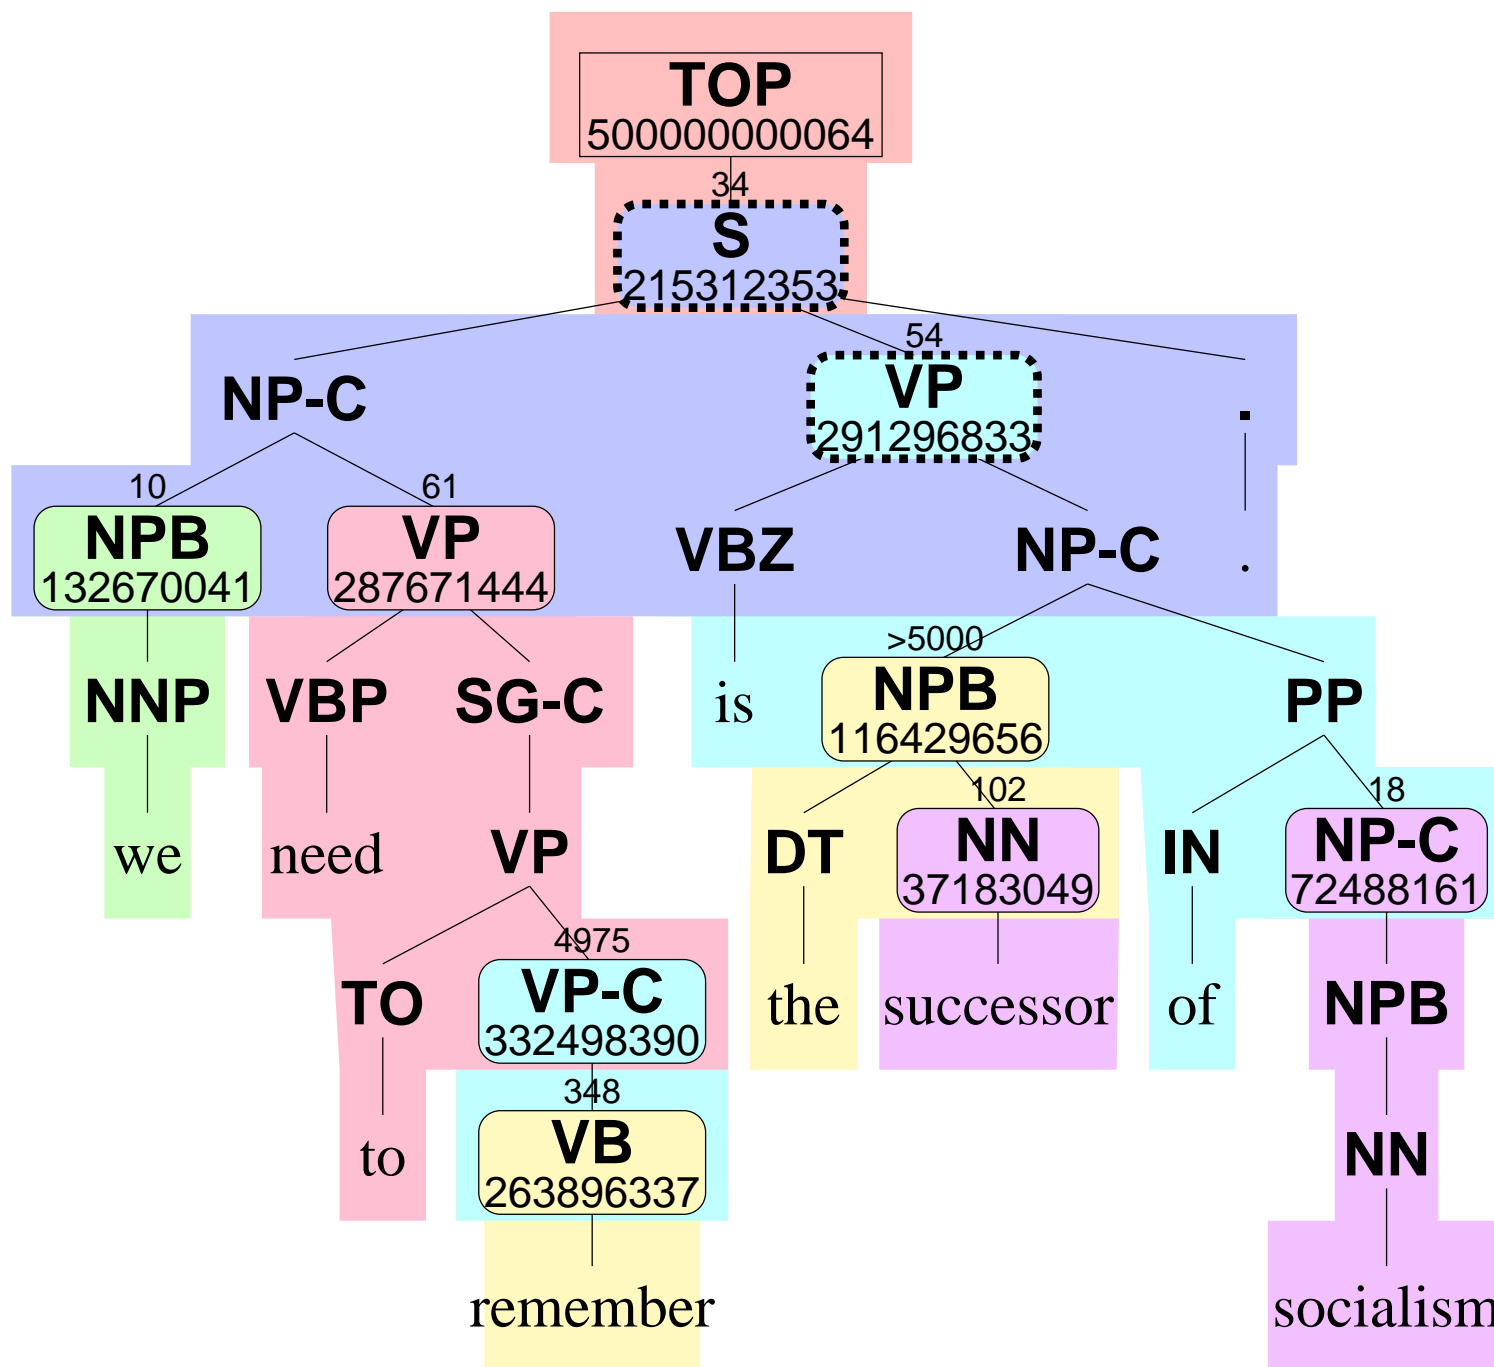 TOP
500000000064
34
S
215312353
54
NP-C VP .
291296833
10 61
NPB VP VBZ NP-C .
132670041 287671444
>5000
NNP VBP SG-C is NPB PP
116429656
102 18
we need VP DT NN IN NP-C
37183049 72488161
4975
TO VP-C the successor of NPB
332498390
348
to VB NN
263896337
remember socialism